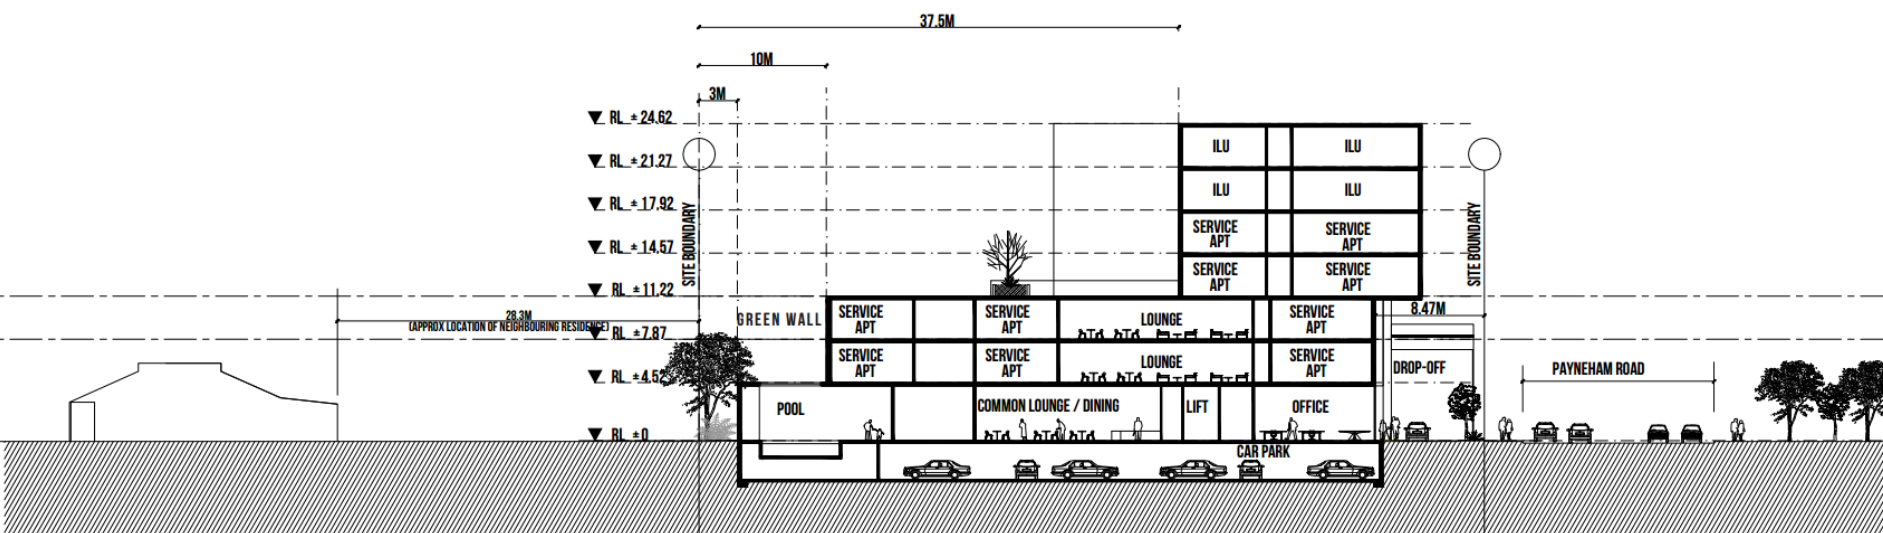 37.5M
10M
3M
RL ±24.62
RL ±21.27
RL ±17.92
RL ±14.57
RL ±11.22
RL ±7.87
RL ±4.52
RL ±0
SITE BOUNDARY
SITE BOUNDARY
28.3M
(APPROX LOCATION OF NEIGHBOURING RESIDENCE)
GREEN WALL
ILU
ILU
ILU
ILU
SERVICE
APT
SERVICE
APT
SERVICE
APT
SERVICE
APT
SERVICE
APT
SERVICE
APT
LOUNGE
SERVICE
APT
8.47M
SERVICE
APT
SERVICE
APT
LOUNGE
SERVICE
APT
DROP-OFF
PAYNEHAM ROAD
POOL
COMMON LOUNGE / DINING
LIFT
OFFICE
CAR PARK